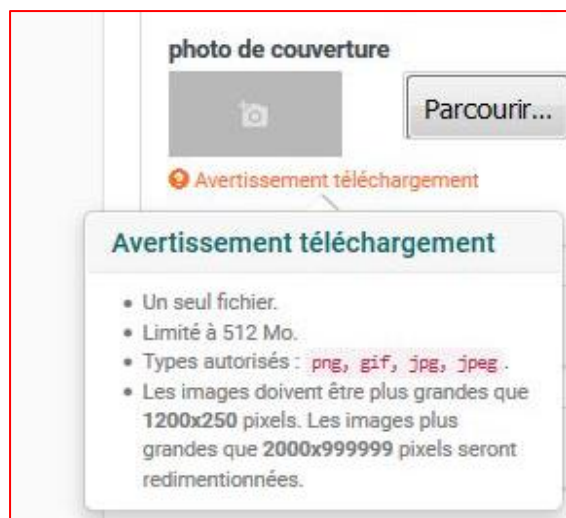 photo de couverture
Parcourir...
Avertissement téléchargement
Avertissement téléchargement
Un seul fichier.
Limité à 512 Mo.
Types autorisés : png, gif, jpg, jpeg .
Les images doivent être plus grandes que
1200x250 pixels. Les images plus
grandes que 2000x999999 pixels seront
redimentionnées.